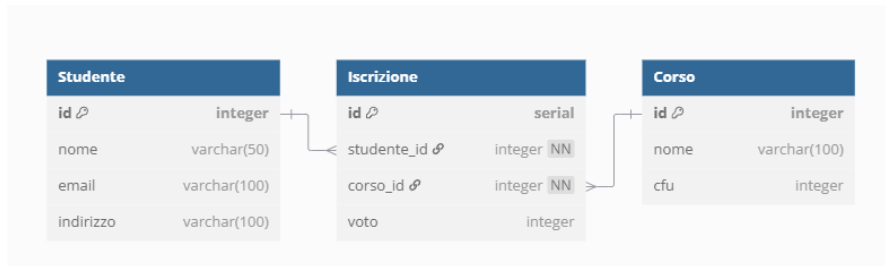 Studente
id integer
nome varchar(50)
email varchar(100)
indirizzo varchar(100)
Iscrizione
id serial
studente_id integer NN
corso_id integer NN
voto integer
Corso
id integer
nome varchar(100)
cfu integer